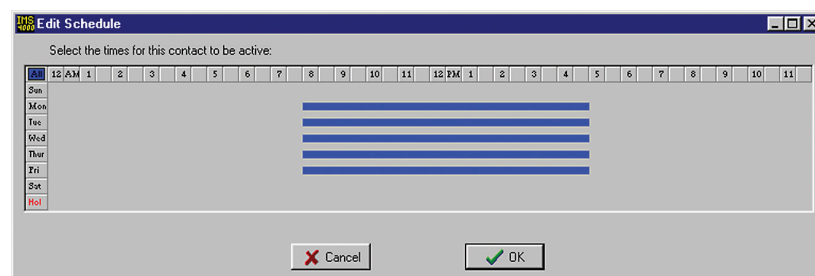 IMS 4000 Edit Schedule
Select the times for this contact to be active:
All 12 AM 1 2 3 4 5 6 7 8 9 10 11 12 PM 1 2 3 4 5 6 7 8 9 10 11
Sun
Mon
Tue
Wed
Thur
Fri
Sat
Hol
Cancel OK